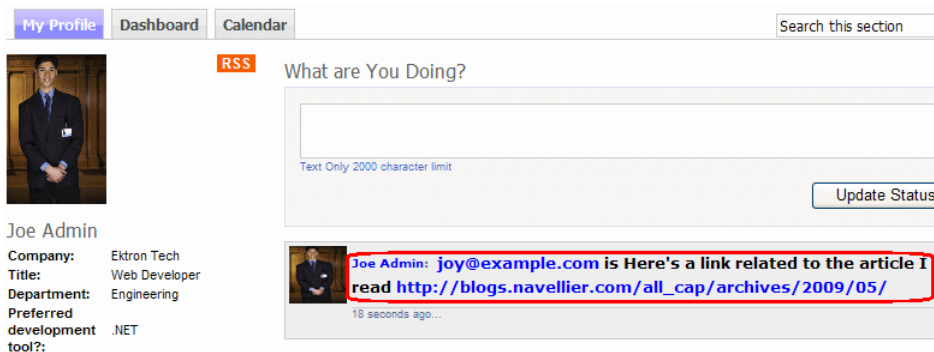 My Profile Dashboard Calendar
Search this section
RSS
What are You Doing?
Text Only 2000 character limit
Update Status
Joe Admin
Company: Ektron Tech
Title: Web Developer
Department: Engineering
Preferred
development .NET
tool?:
Joe Admin: joy@example.com is Here's a link related to the article I
read http://blogs.navellier.com/all_cap/archives/2009/05/
18 seconds ago...